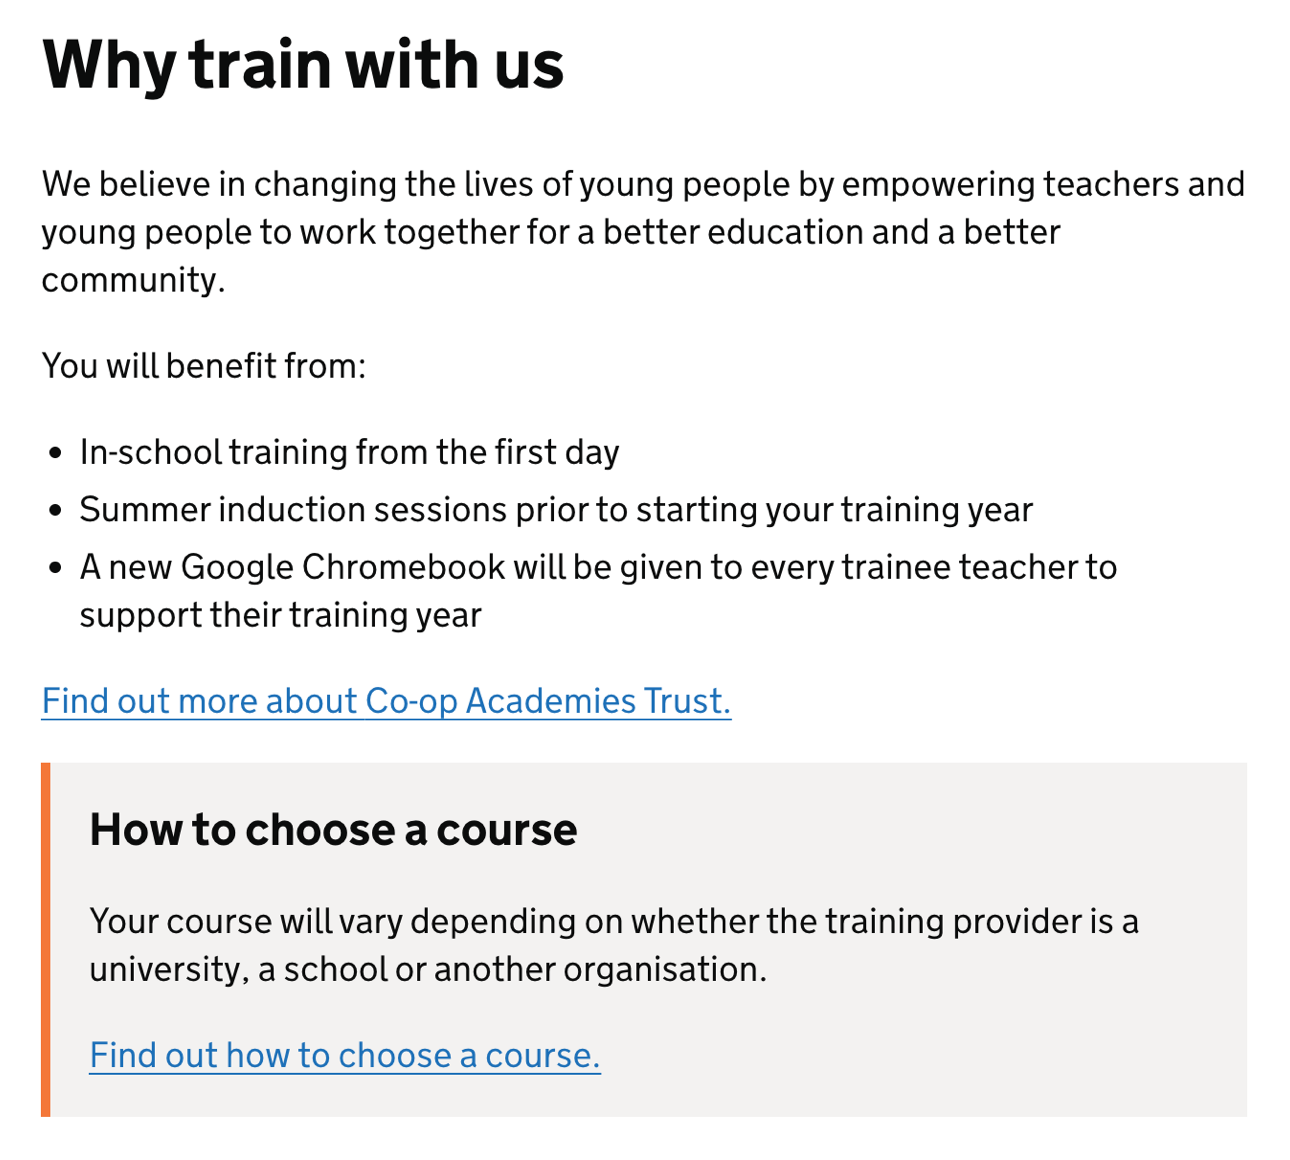 Why train with us
We believe in changing the lives of young people by empowering teachers and
young people to work together for a better education and a better
community.
You will benefit from:
• In-school training from the first day
• Summer induction sessions prior to starting your training year
• A new Google Chromebook will be given to every trainee teacher to
support their training year
Find out more about Co-op Academies Trust.
How to choose a course
Your course will vary depending on whether the training provider is a
university, a school or another organisation.
Find out how to choose a course.